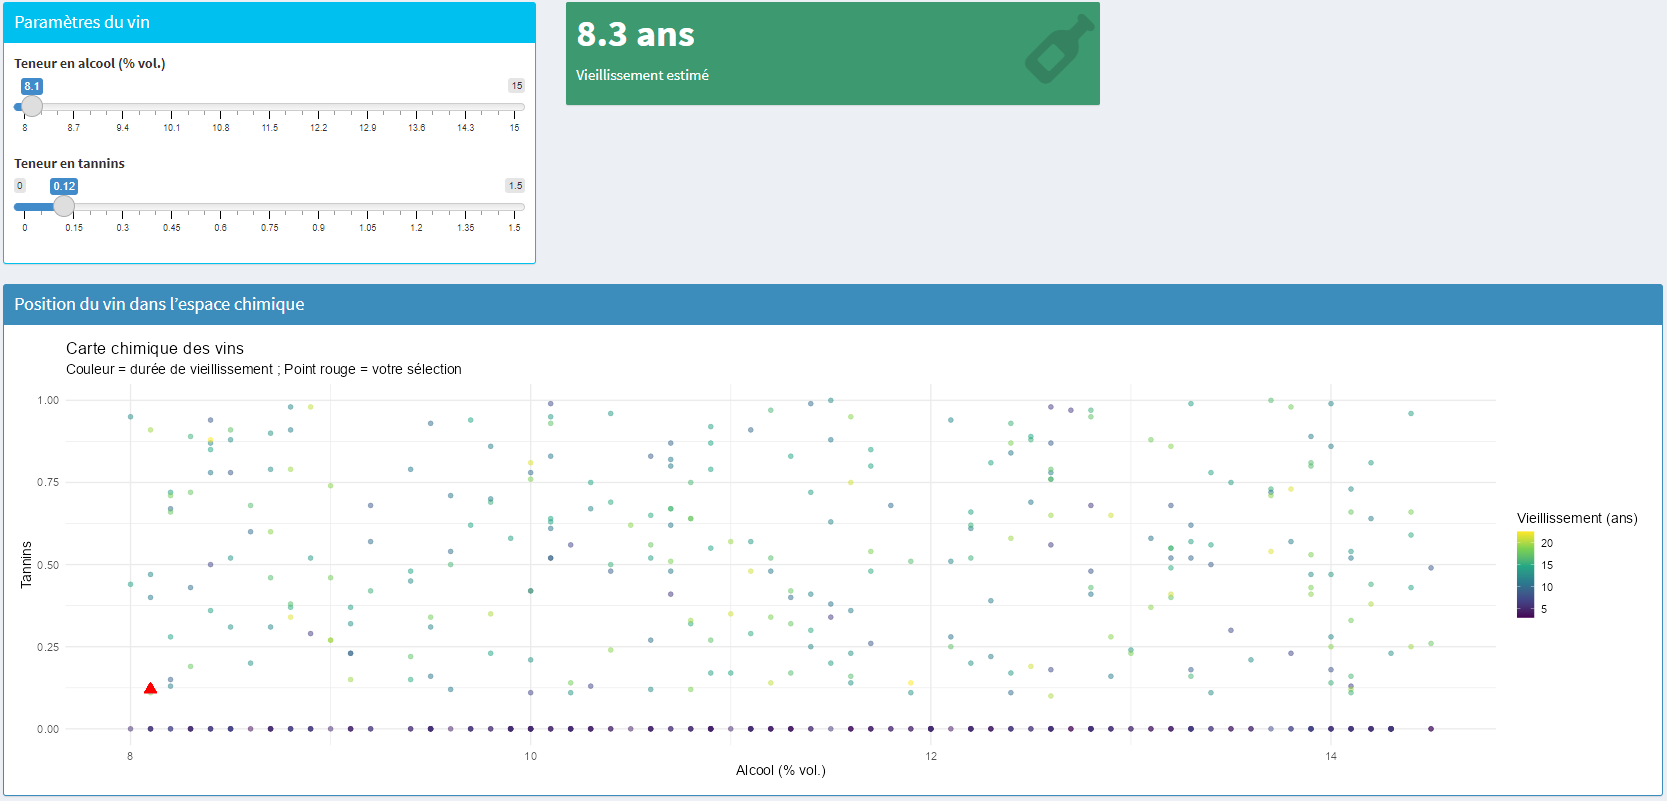 Paramètres du vin
8.3 ans
Vieillissement estimé
Teneur en alcool (% vol.)
8.1
15
8 8.7 9.4 10.1 10.8 11.5 12.2 12.9 13.6 14.3 15
Teneur en tannins
0 0.12 1.5
0 0.15 0.3 0.45 0.6 0.75 0.9 1.05 1.2 1.35 1.5
Position du vin dans l'espace chimique
Carte chimique des vins
Couleur = durée de vieillissement ; Point rouge = votre sélection
1.00
0.75
0.50
0.25
0.00
Tannins
8 10 12 14
Alcool (% vol.)
Vieillissement (ans)
20
15
10
5